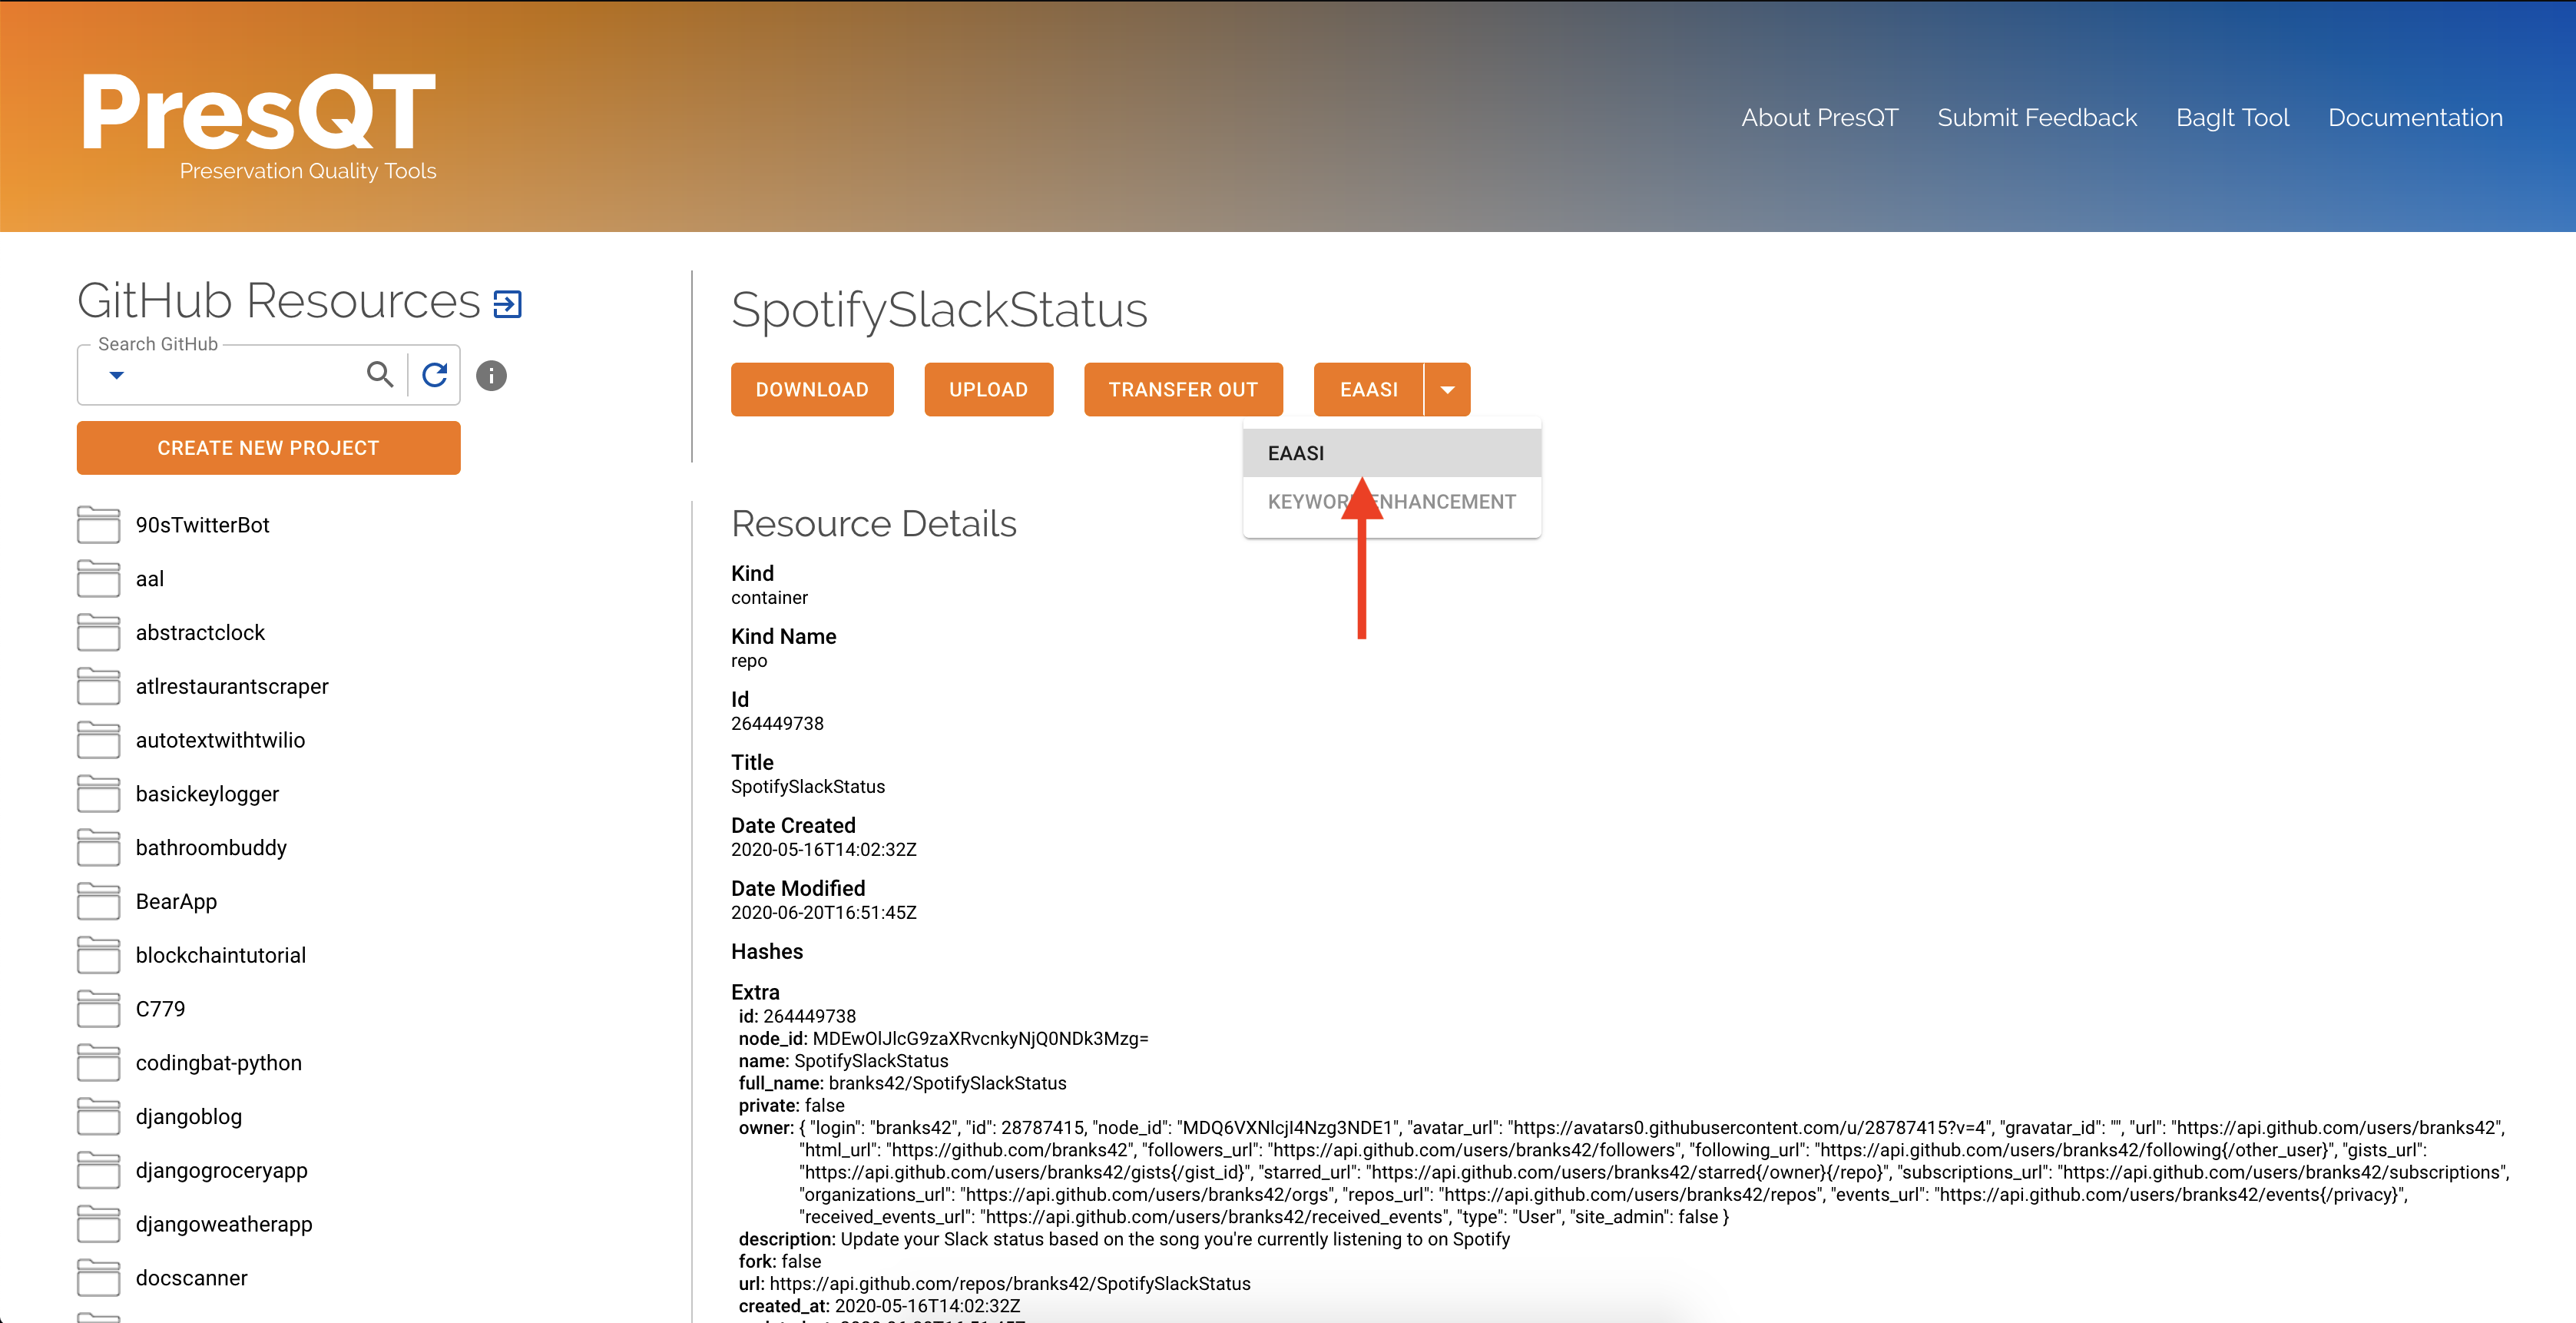 PresQT
Preservation Quality Tools
About PresQT Submit Feedback BagIt Tool Documentation
GitHub Resources
Search GitHub
CREATE NEW PROJECT
90sTwitterBot
aal
abstractclock
atlrestaurantscraper
autotextwithtwilio
basickeylogger
bathroombuddy
BearApp
blockchaintutorial
C779
codingbat-python
djangoblog
djangogroceryapp
djangoweatherapp
docscanner
SpotifySlackStatus
DOWNLOAD UPLOAD TRANSFER OUT EAASI
EAASI
KEYWORD ENHANCEMENT
Resource Details
Kind
container
Kind Name
repo
Id
264449738
Title
SpotifySlackStatus
Date Created
2020-05-16T14:02:32Z
Date Modified
2020-06-20T16:51:45Z
Hashes
Extra
id: 264449738
node_id: MDEwOlJlcG9zaXRvcnkyNjQ0NDk3Mzg=
name: SpotifySlackStatus
full_name: branks42/SpotifySlackStatus
private: false
owner: { "login": "branks42", "id": 28787415, "node_id": "MDQ6VXNlcjI4Nzg3NDE1", "avatar_url": "https://avatars0.githubusercontent.com/u/28787415?v=4", "gravatar_id": "", "url": "https://api.github.com/users/branks42",
"html_url": "https://github.com/branks42", "followers_url": "https://api.github.com/users/branks42/followers", "following_url": "https://api.github.com/users/branks42/following{/other_user}", "gists_url":
"https://api.github.com/users/branks42/gists{/gist_id}", "starred_url": "https://api.github.com/users/branks42/starred{/owner}{/repo}", "subscriptions_url": "https://api.github.com/users/branks42/subscriptions",
"organizations_url": "https://api.github.com/users/branks42/orgs", "repos_url": "https://api.github.com/users/branks42/repos", "events_url": "https://api.github.com/users/branks42/events{/privacy}",
"received_events_url": "https://api.github.com/users/branks42/received_events", "type": "User", "site_admin": false }
description: Update your Slack status based on the song you're currently listening to on Spotify
fork: false
url: https://api.github.com/repos/branks42/SpotifySlackStatus
created_at: 2020-05-16T14:02:32Z